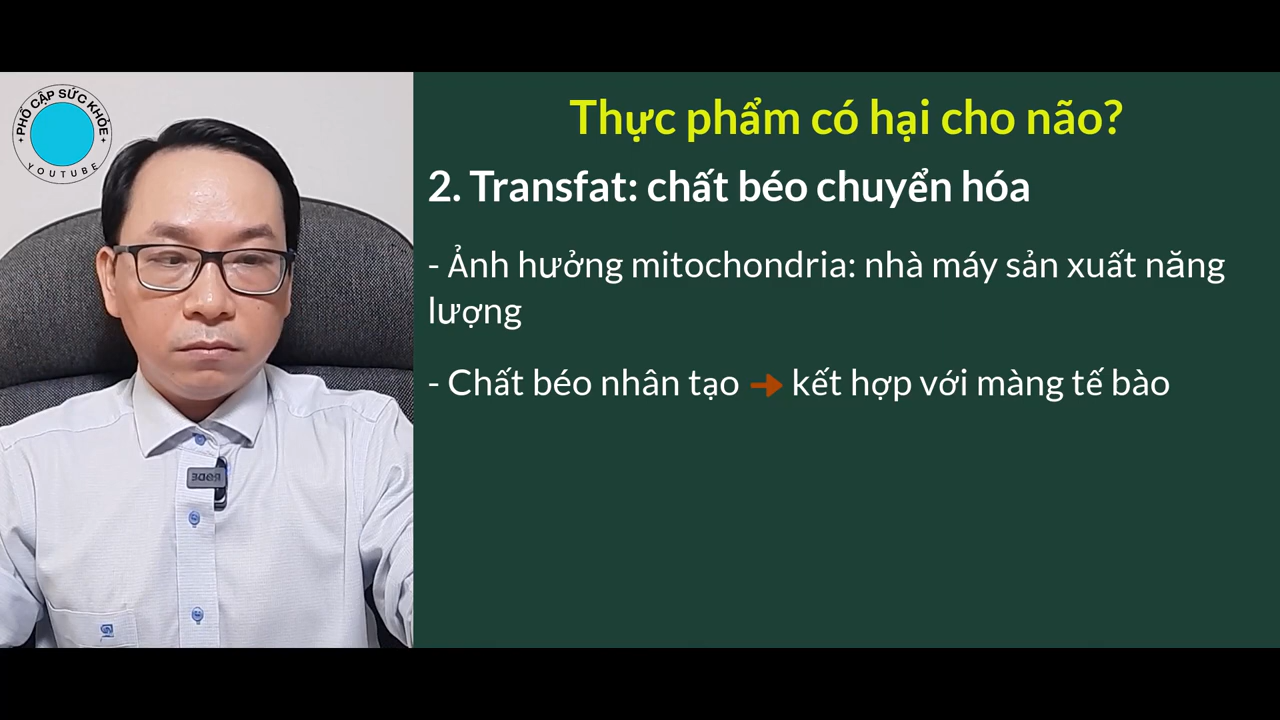 PHỔ CẬP SỨC KHỎE
YOUTUBE
Thực phẩm có hại cho não?
2. Transfat: chất béo chuyển hóa
- Ảnh hưởng mitochondria: nhà máy sản xuất năng
lượng
- Chất béo nhân tạo ➜ kết hợp với màng tế bào
RØDE